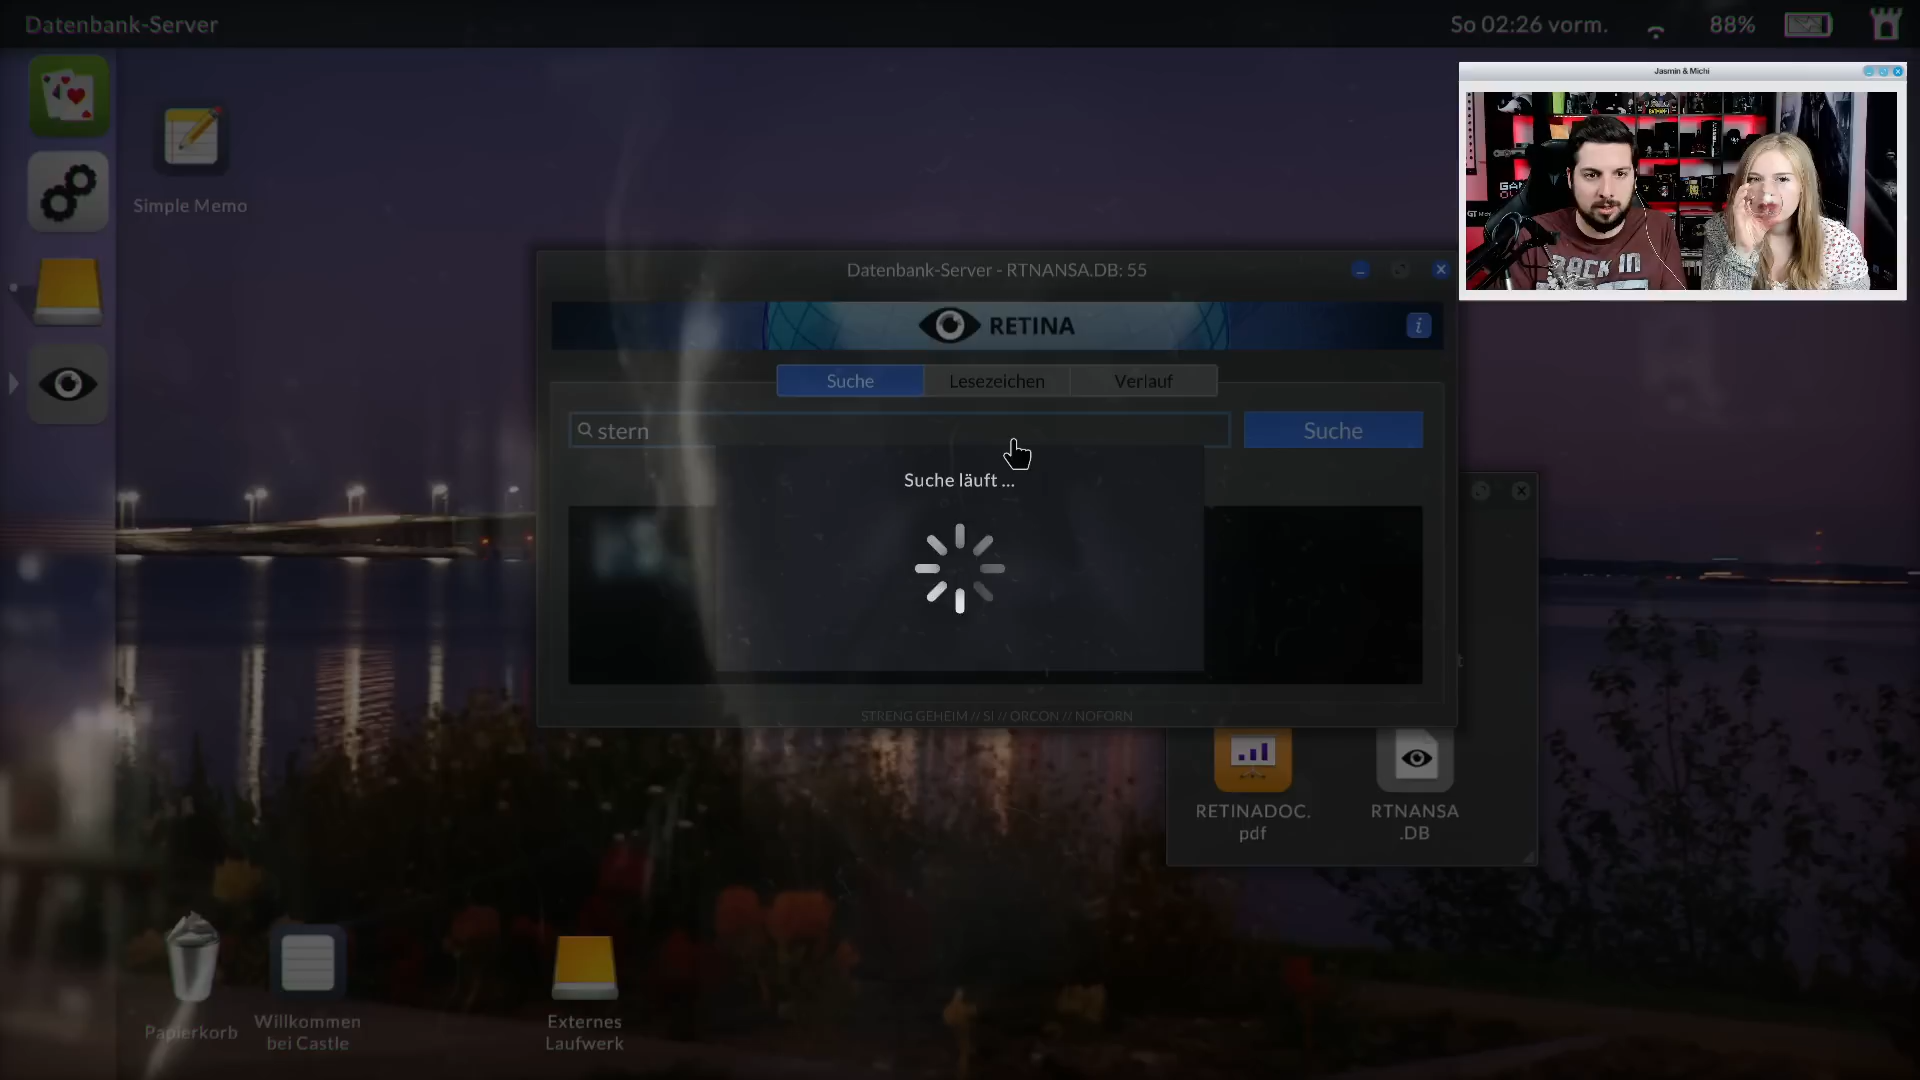 Datenbank-Server
So 02:26 vorm.
88%
Jasmin & Michi
Simple Memo
Datenbank-Server - RTNANSA.DB: 55
RETINA
i
Suche
Lesezeichen
Verlauf
stern
Suche
Suche läuft ...
STRENG GEHEIM // SI // ORCON // NOFORN
RETINADOC.
pdf
RTNANSA
.DB
Papierkorb
Willkommen
bei Castle
Externes
Laufwerk
BACK IN